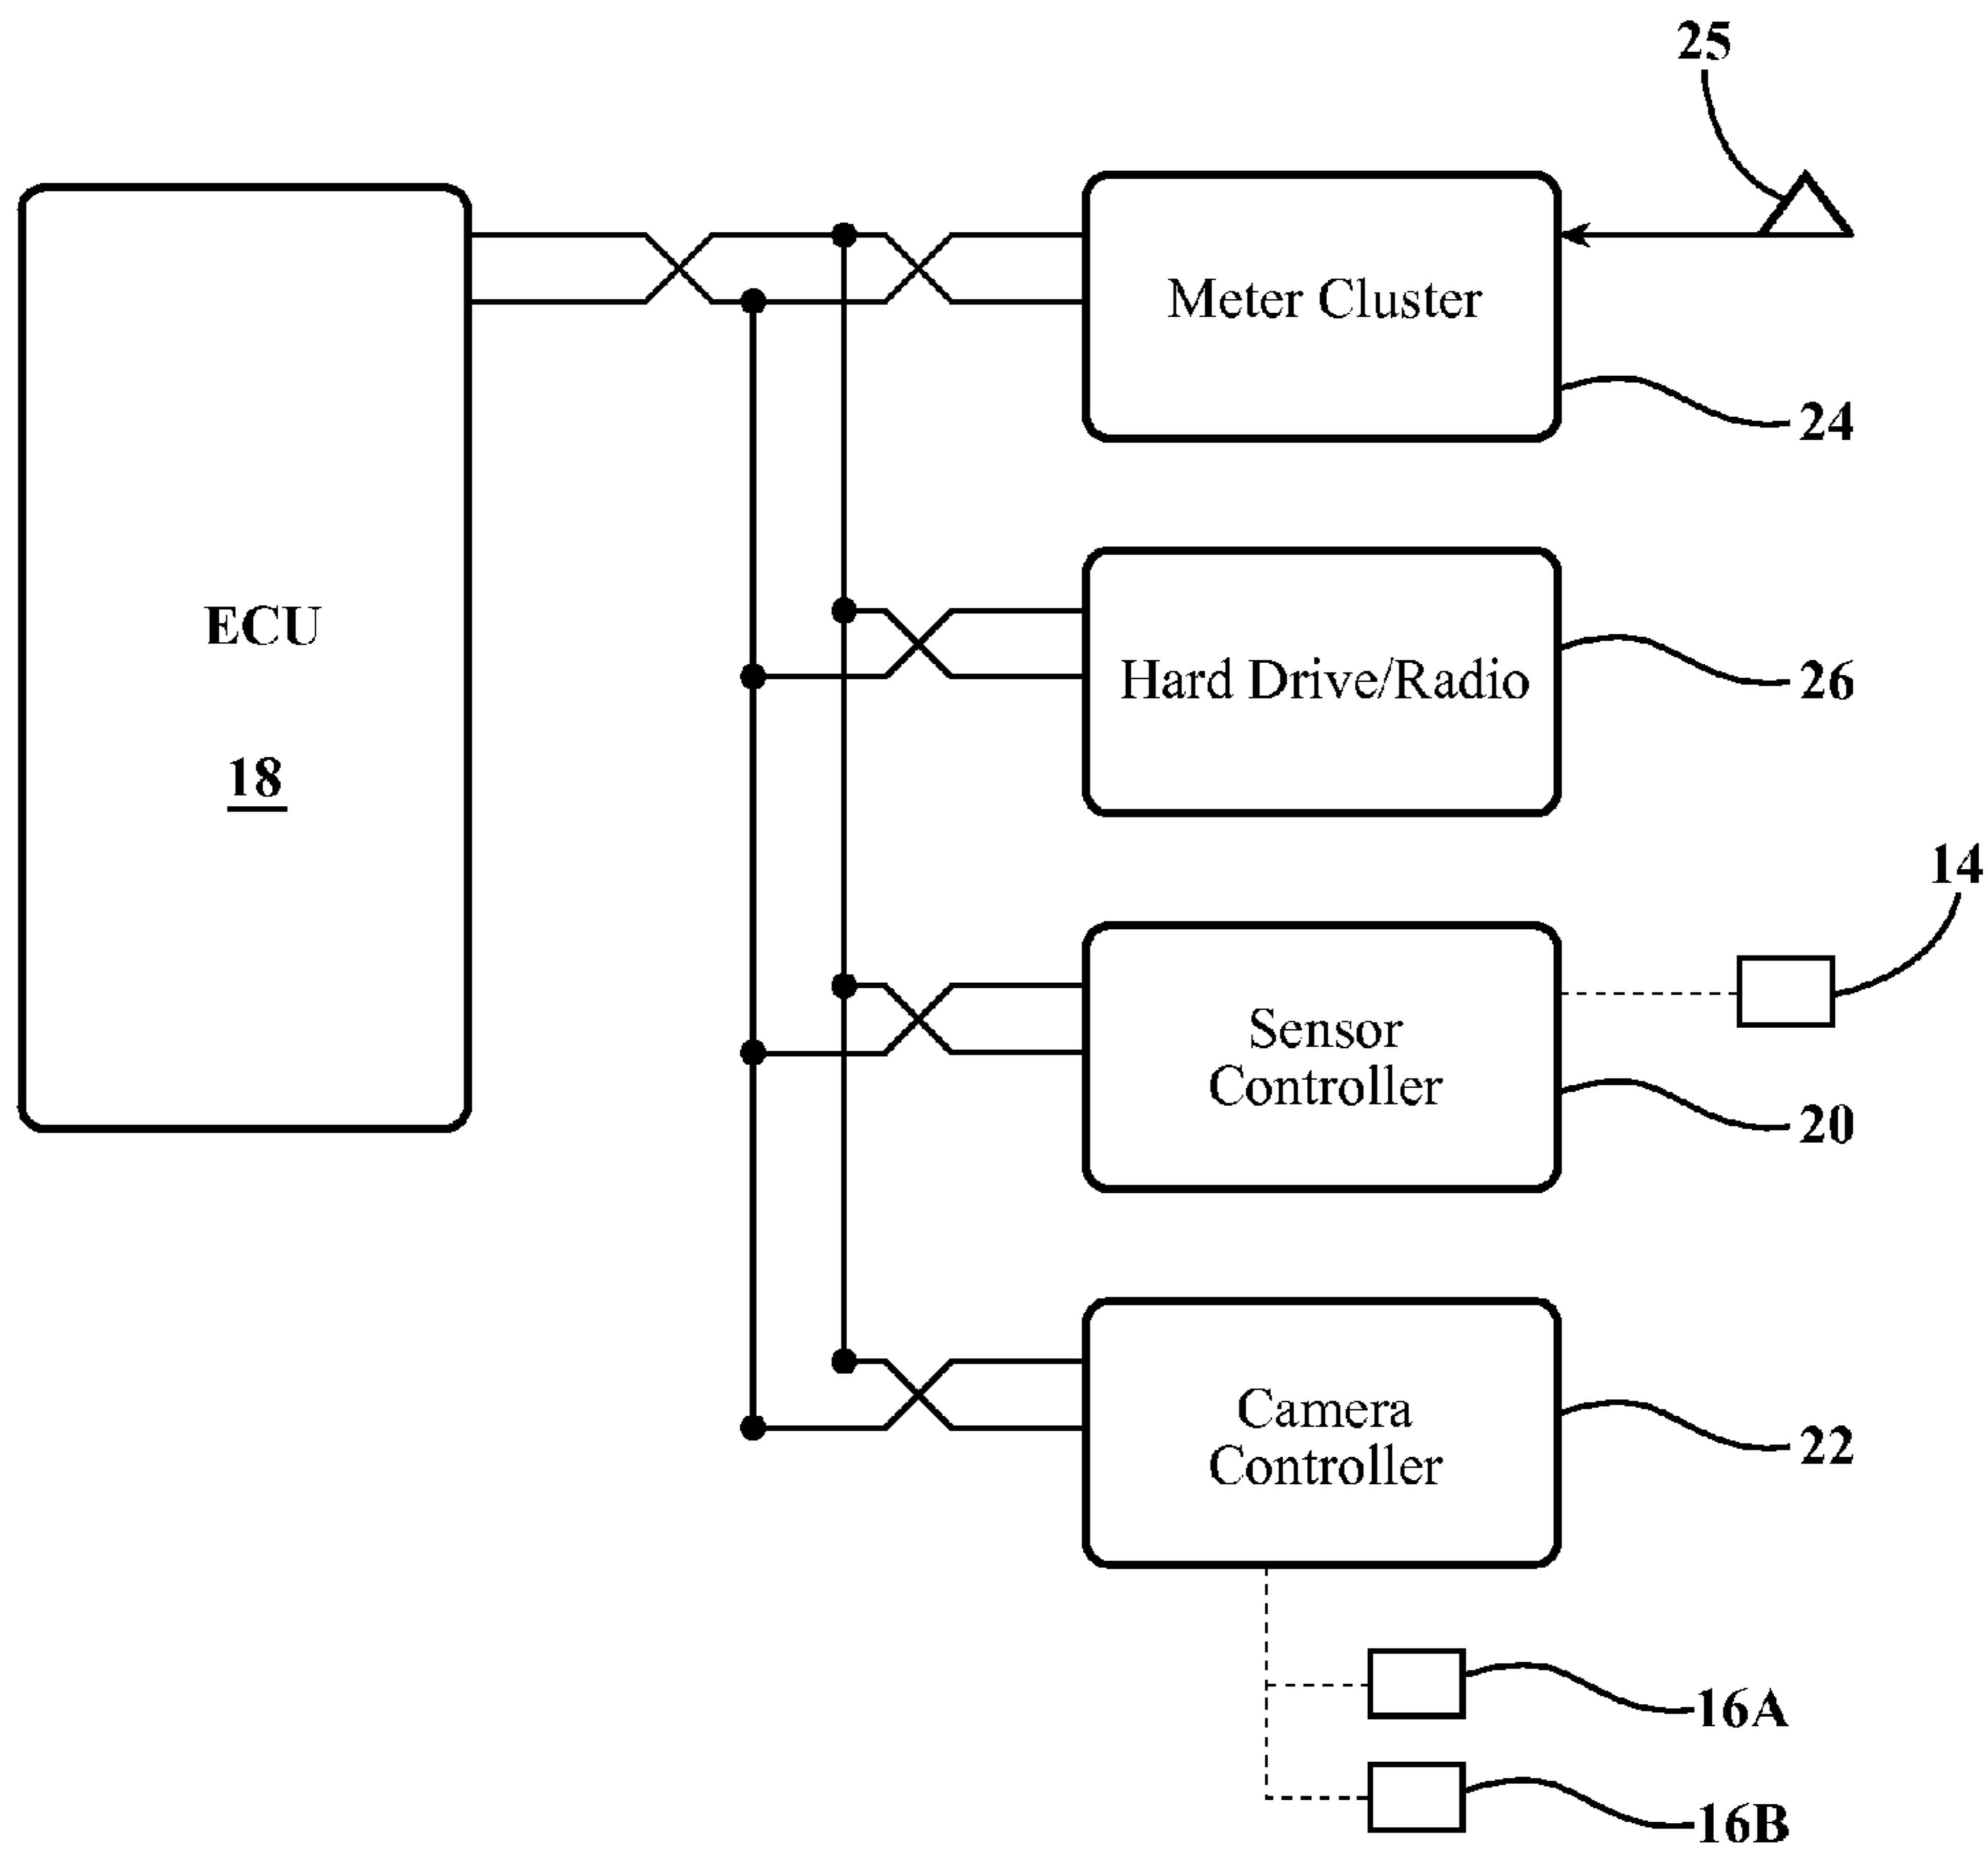 25
Meter Cluster
24
ECU
18
Hard Drive/Radio
26
14
Sensor
Controller
20
Camera
Controller
22
16A
16B